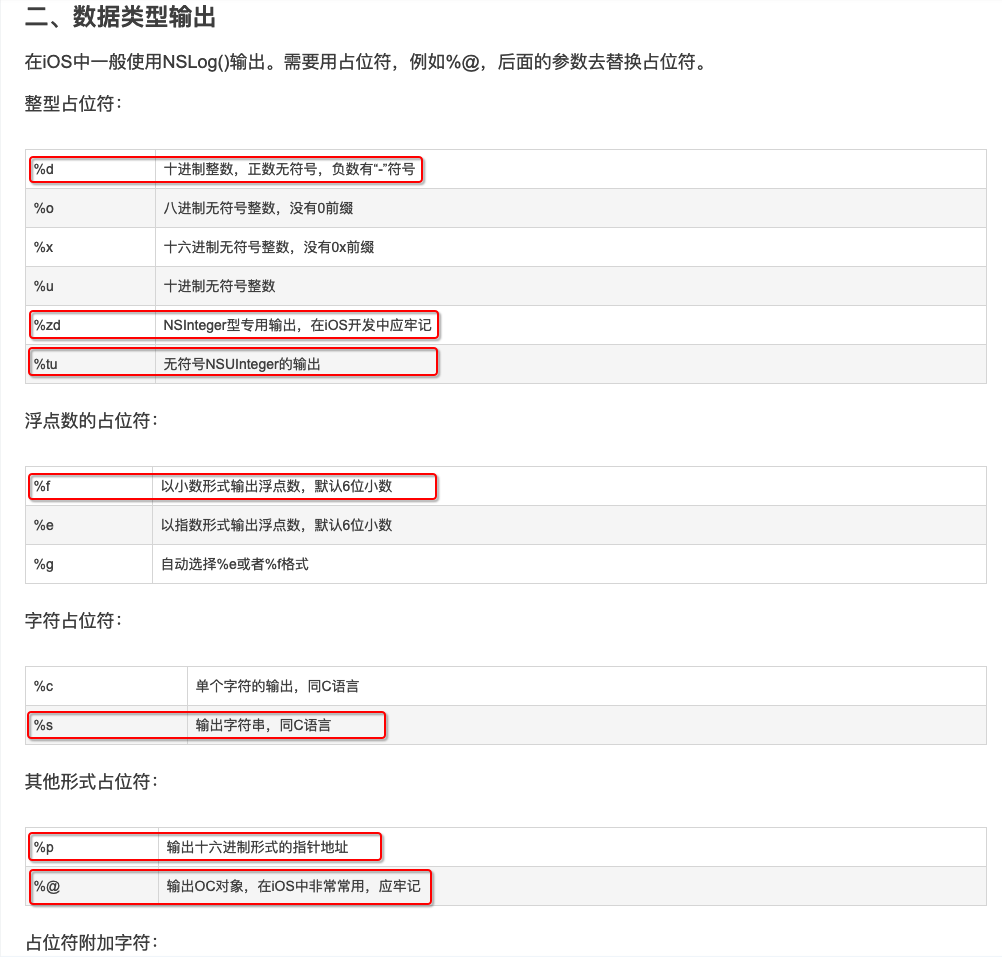 二、数据类型输出
在iOS中一般使用NSLog()输出。需要用占位符，例如%@，后面的参数去替换占位符。
整型占位符：
%d 十进制整数，正数无符号，负数有“-”符号
%o 八进制无符号整数，没有0前缀
%x 十六进制无符号整数，没有0x前缀
%u 十进制无符号整数
%zd NSInteger型专用输出，在iOS开发中应牢记
%tu 无符号NSUInteger的输出
浮点数的占位符：
%f 以小数形式输出浮点数，默认6位小数
%e 以指数形式输出浮点数，默认6位小数
%g 自动选择%e或者%f格式
字符占位符：
%c 单个字符的输出，同C语言
%s 输出字符串，同C语言
其他形式占位符：
%p 输出十六进制形式的指针地址
%@ 输出OC对象，在iOS中非常常用，应牢记
占位符附加字符：